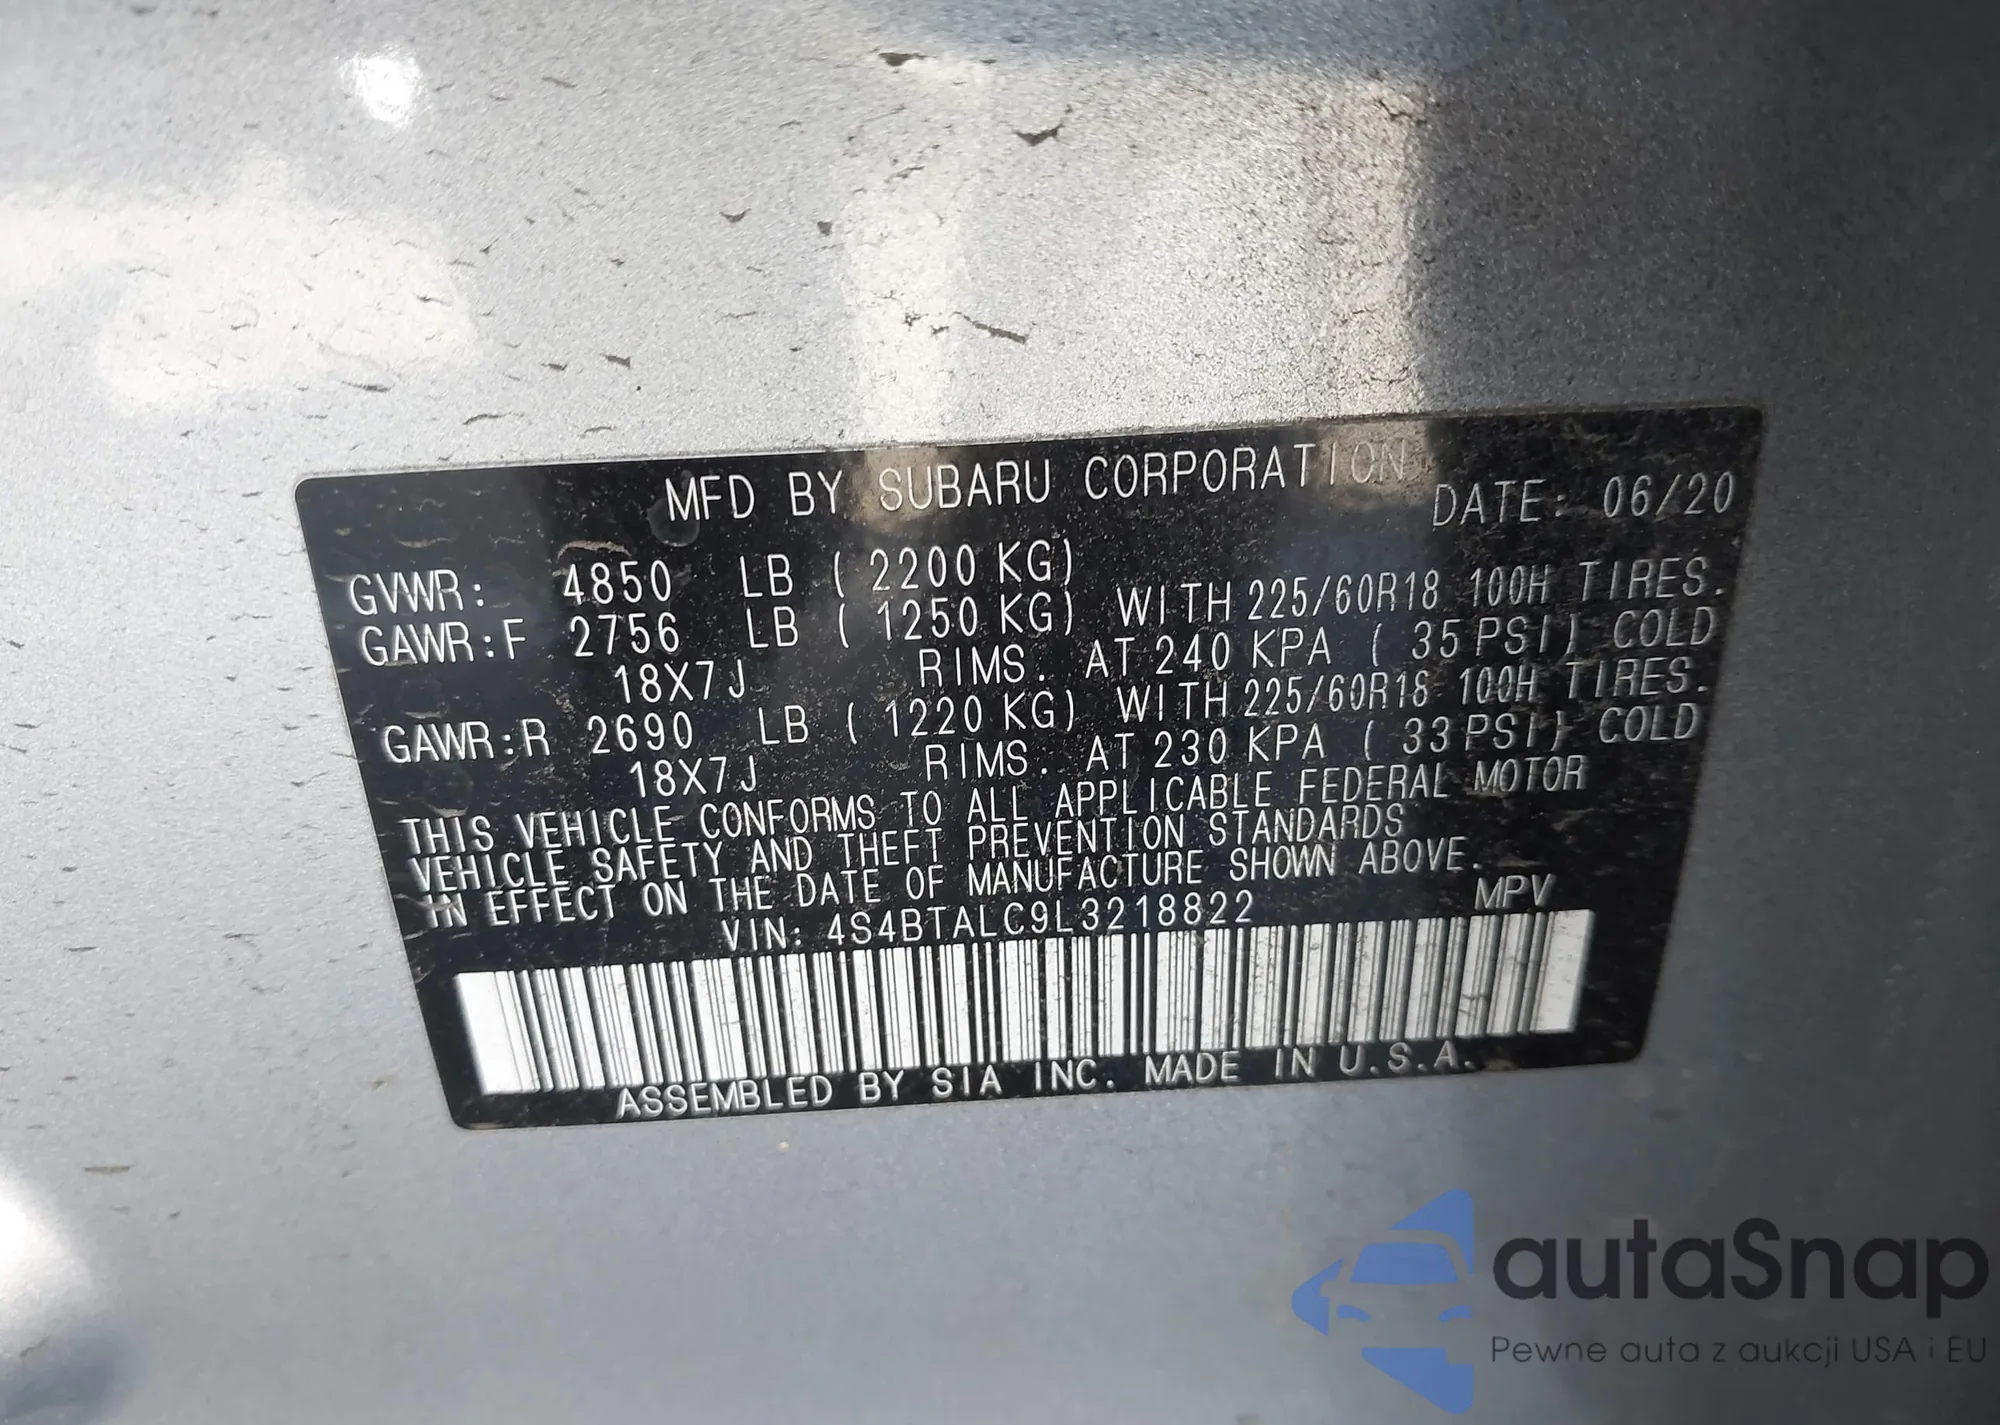 MFD BY SUBARU CORPORATION DATE: 06/20
GVWR: 4850 LB ( 2200 KG)
GAWR:F 2756 LB ( 1250 KG) WITH 225/60R18 100H TIRES.
18X7J RIMS. AT 240 KPA ( 35 PSI) COLD
GAWR:R 2690 LB ( 1220 KG) WITH 225/60R18 100H TIRES.
18X7J RIMS. AT 230 KPA ( 33 PSI) COLD
THIS VEHICLE CONFORMS TO ALL APPLICABLE FEDERAL MOTOR
VEHICLE SAFETY AND THEFT PREVENTION STANDARDS
IN EFFECT ON THE DATE OF MANUFACTURE SHOWN ABOVE.
VIN: 4S4BTALC9L3218822 MPV
ASSEMBLED BY SIA INC. MADE IN U.S.A.
autaSnap
Pewne auta z aukcji USA i EU